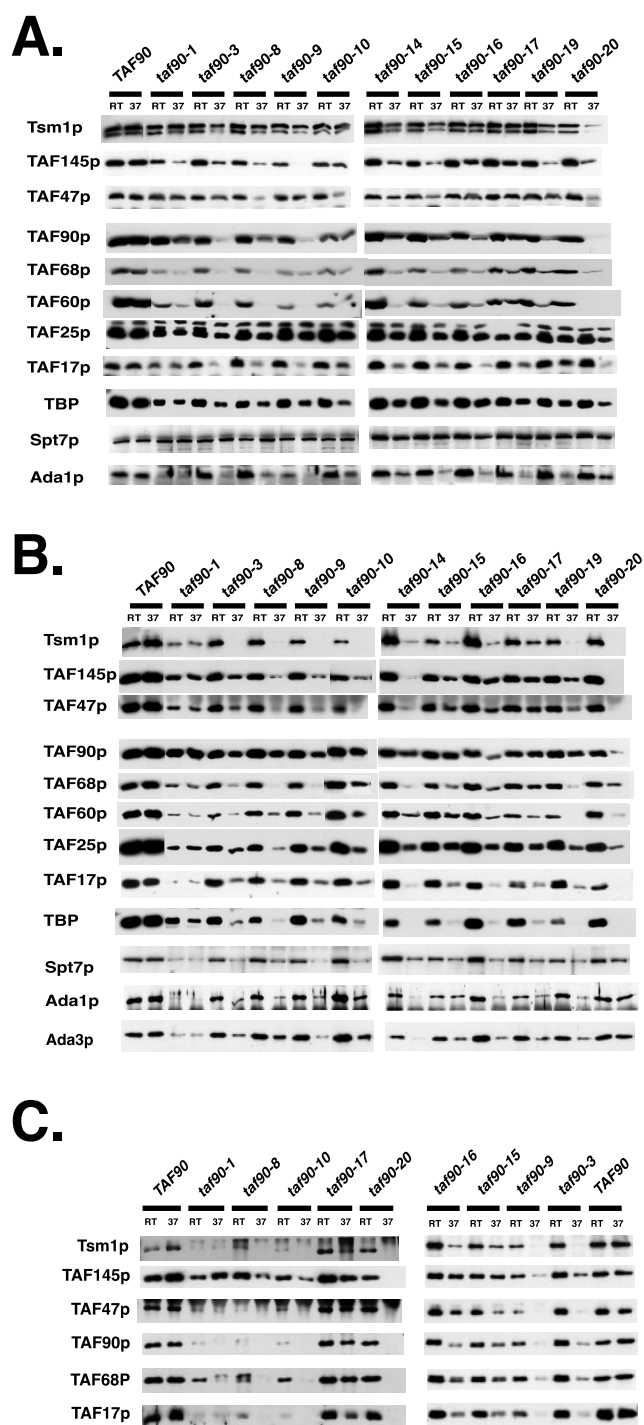 A.
TAF90 taf90-1 taf90-3 taf90-8 taf90-9 taf90-10 taf90-14 taf90-15 taf90-16 taf90-17 taf90-19 taf90-20
RT 37 RT 37 RT 37 RT 37 RT 37 RT 37 RT 37 RT 37 RT 37 RT 37 RT 37 RT 37
Tsm1p
TAF145p
TAF47p
TAF90p
TAF68p
TAF60p
TAF25p
TAF17p
TBP
Spt7p
Ada1p
B.
TAF90 taf90-1 taf90-3 taf90-8 taf90-9 taf90-10 taf90-14 taf90-15 taf90-16 taf90-17 taf90-19 taf90-20
RT 37 RT 37 RT 37 RT 37 RT 37 RT 37 RT 37 RT 37 RT 37 RT 37 RT 37 RT 37
Tsm1p
TAF145p
TAF47p
TAF90p
TAF68p
TAF60p
TAF25p
TAF17p
TBP
Spt7p
Ada1p
Ada3p
C.
TAF90 taf90-1 taf90-8 taf90-10 taf90-17 taf90-20 taf90-16 taf90-15 taf90-9 taf90-3 TAF90
RT 37 RT 37 RT 37 RT 37 RT 37 RT 37 RT 37 RT 37 RT 37 RT 37 RT 37
Tsm1p
TAF145p
TAF47p
TAF90p
TAF68P
TAF17p